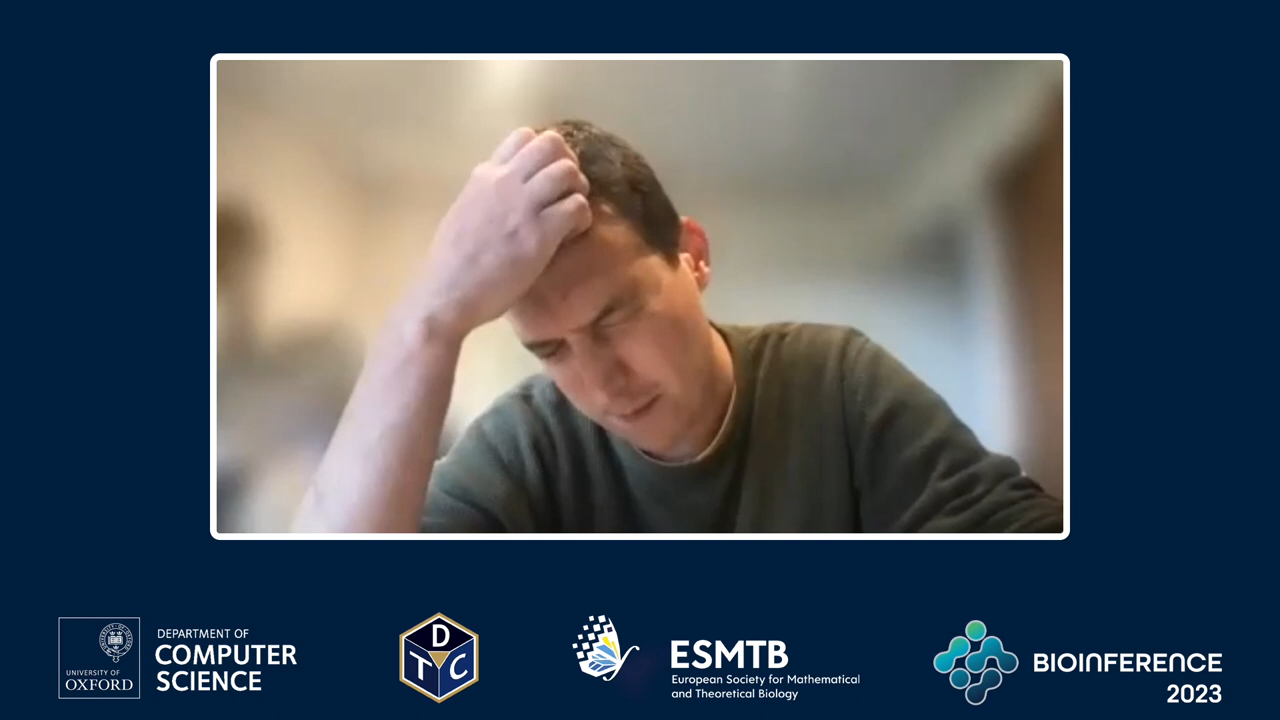 UNIVERSITY OF
OXFORD
DEPARTMENT OF
COMPUTER
SCIENCE
D
T C
ESMTB
European Society for Mathematical
and Theoretical Biology
BIOINFERENCE
2023